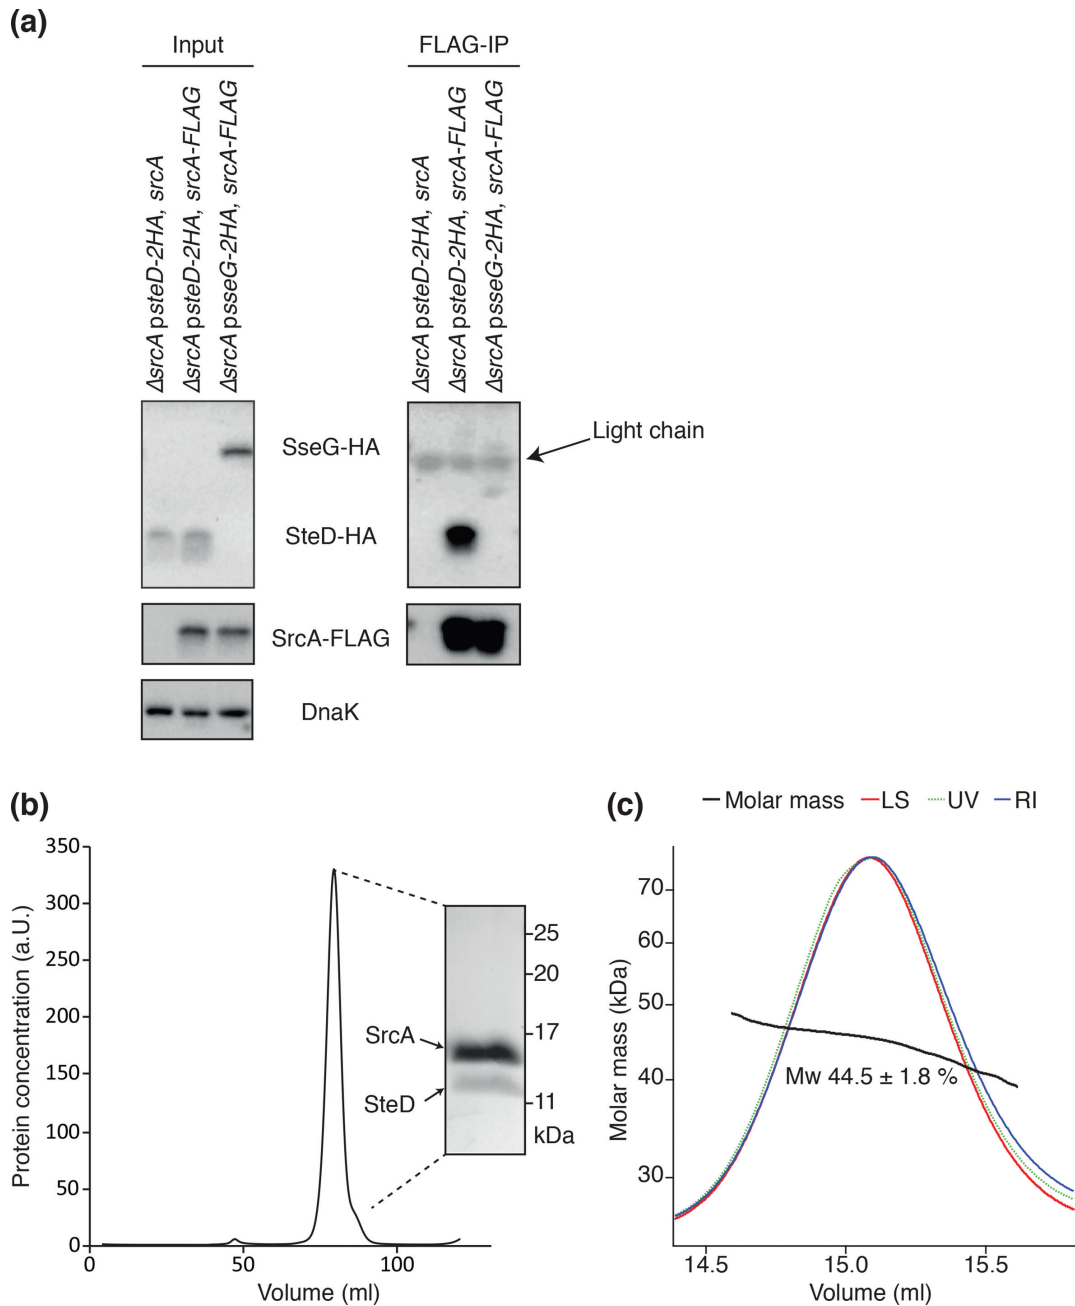 (a)
Input
FLAG-IP
ΔsrcA psteD-2HA, srcA
ΔsrcA psteD-2HA, srcA-FLAG
ΔsrcA psseG-2HA, srcA-FLAG
ΔsrcA psteD-2HA, srcA
ΔsrcA psteD-2HA, srcA-FLAG
ΔsrcA psseG-2HA, srcA-FLAG
SseG-HA
Light chain
SteD-HA
SrcA-FLAG
DnaK
(b)
350
300
250
200
150
100
50
0
Protein concentration (a.U.)
0
50
100
Volume (ml)
SrcA
SteD
25
20
17
11
kDa
(c)
Molar mass LS UV RI
70
60
50
40
30
Molar mass (kDa)
Mw 44.5 ± 1.8 %
14.5
15.0
15.5
Volume (ml)